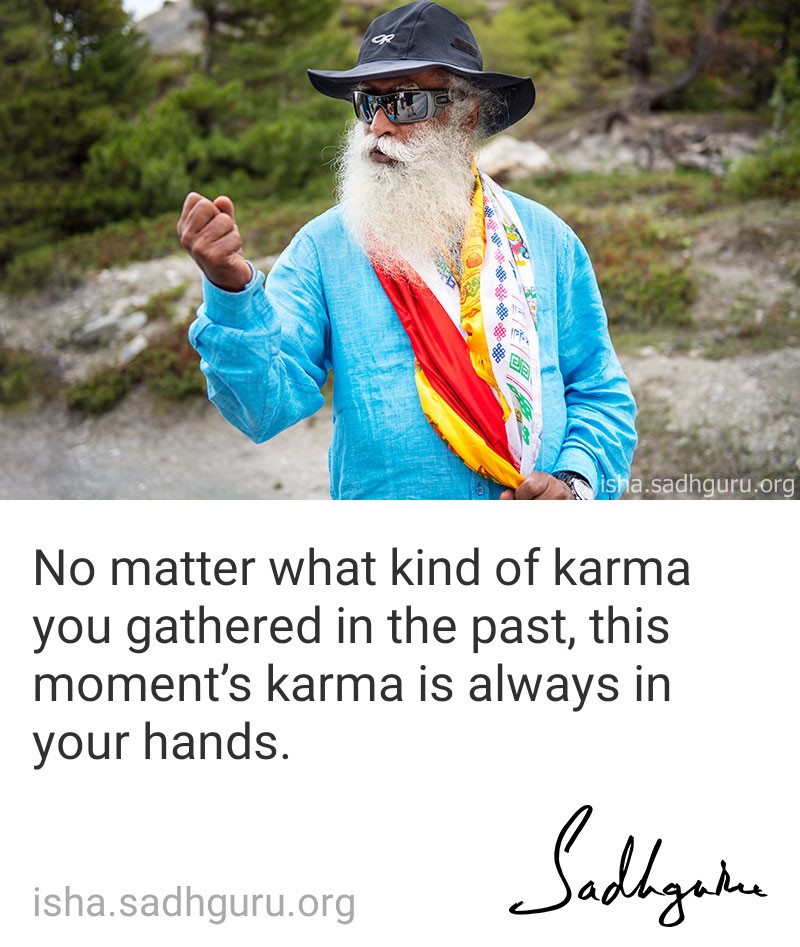 OR
isha.sadhguru.org
No matter what kind of karma
you gathered in the past, this
moment’s karma is always in
your hands.
Sadhguru
isha.sadhguru.org